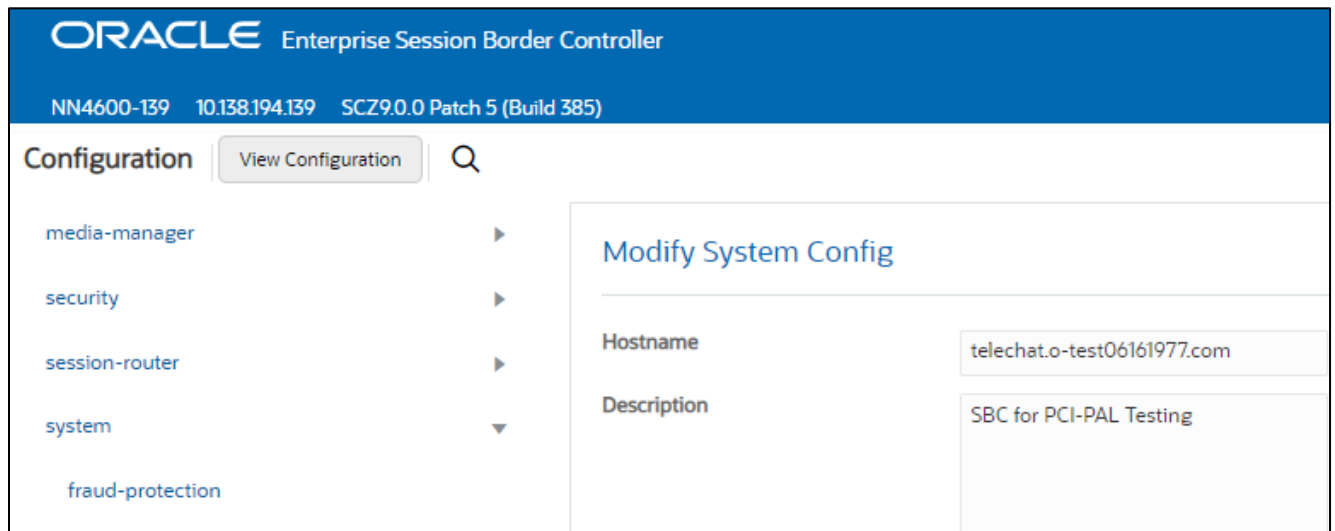 ORACLE Enterprise Session Border Controller
NN4600-139 10.138.194.139 SCZ9.0.0 Patch 5 (Build 385)
Configuration View Configuration
media-manager
security
session-router
system
fraud-protection
Modify System Config
Hostname telechat.o-test06161977.com
Description SBC for PCI-PAL Testing